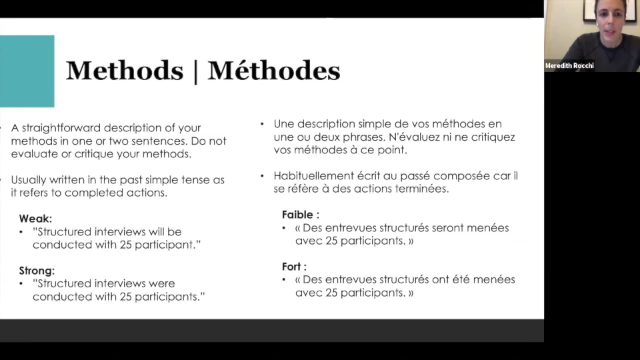 Methods | Méthodes
• A straightforward description of your
methods in one or two sentences. Do not
evaluate or critique your methods.
• Usually written in the past simple tense as
it refers to completed actions.
Weak:
• "Structured interviews will be
conducted with 25 participant."
Strong:
• "Structured interviews were
conducted with 25 participants."
• Une description simple de vos méthodes en
une ou deux phrases. N'évaluez ni ne critiquez
vos méthodes à ce point.
• Habituellement écrit au passé composée car il
se réfère à des actions terminées.
Faible :
• « Des entrevues structurés seront menées
avec 25 participants. »
Fort :
• « Des entrevues structurés ont été menées
avec 25 participants. »
Meredith Rocchi